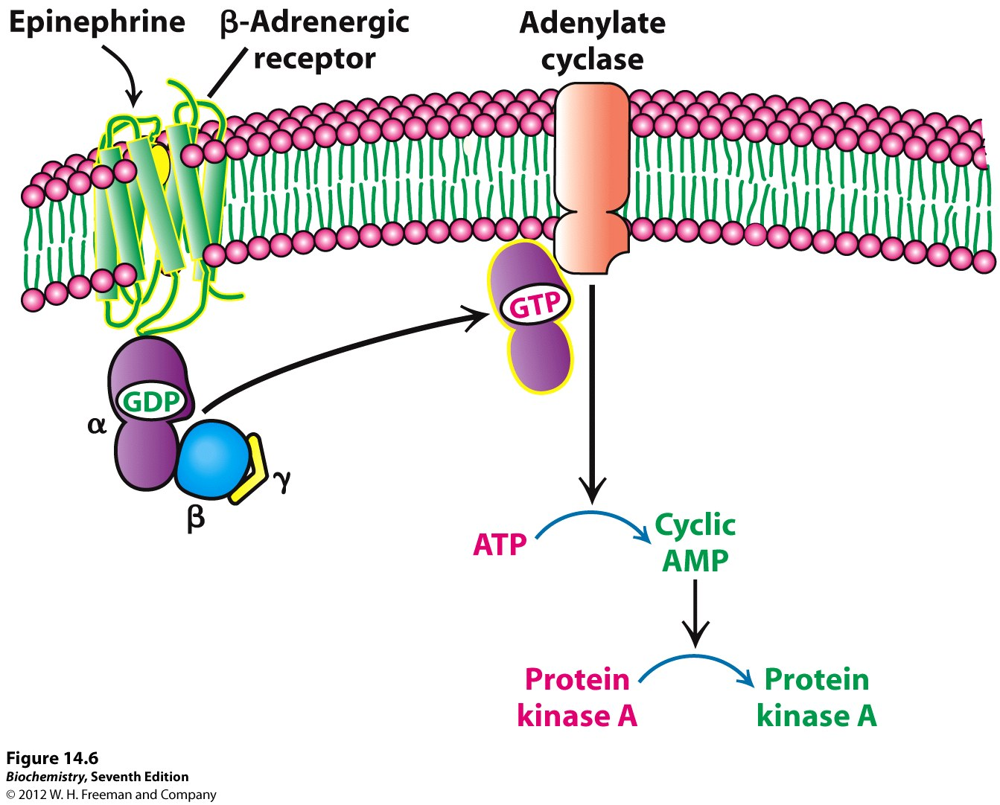 Epinephrine
β-Adrenergic
receptor
Adenylate
cyclase
GTP
GDP
α
β
γ
ATP
Cyclic
AMP
Protein
kinase A
Protein
kinase A
Figure 14.6
Biochemistry, Seventh Edition
© 2012 W. H. Freeman and Company